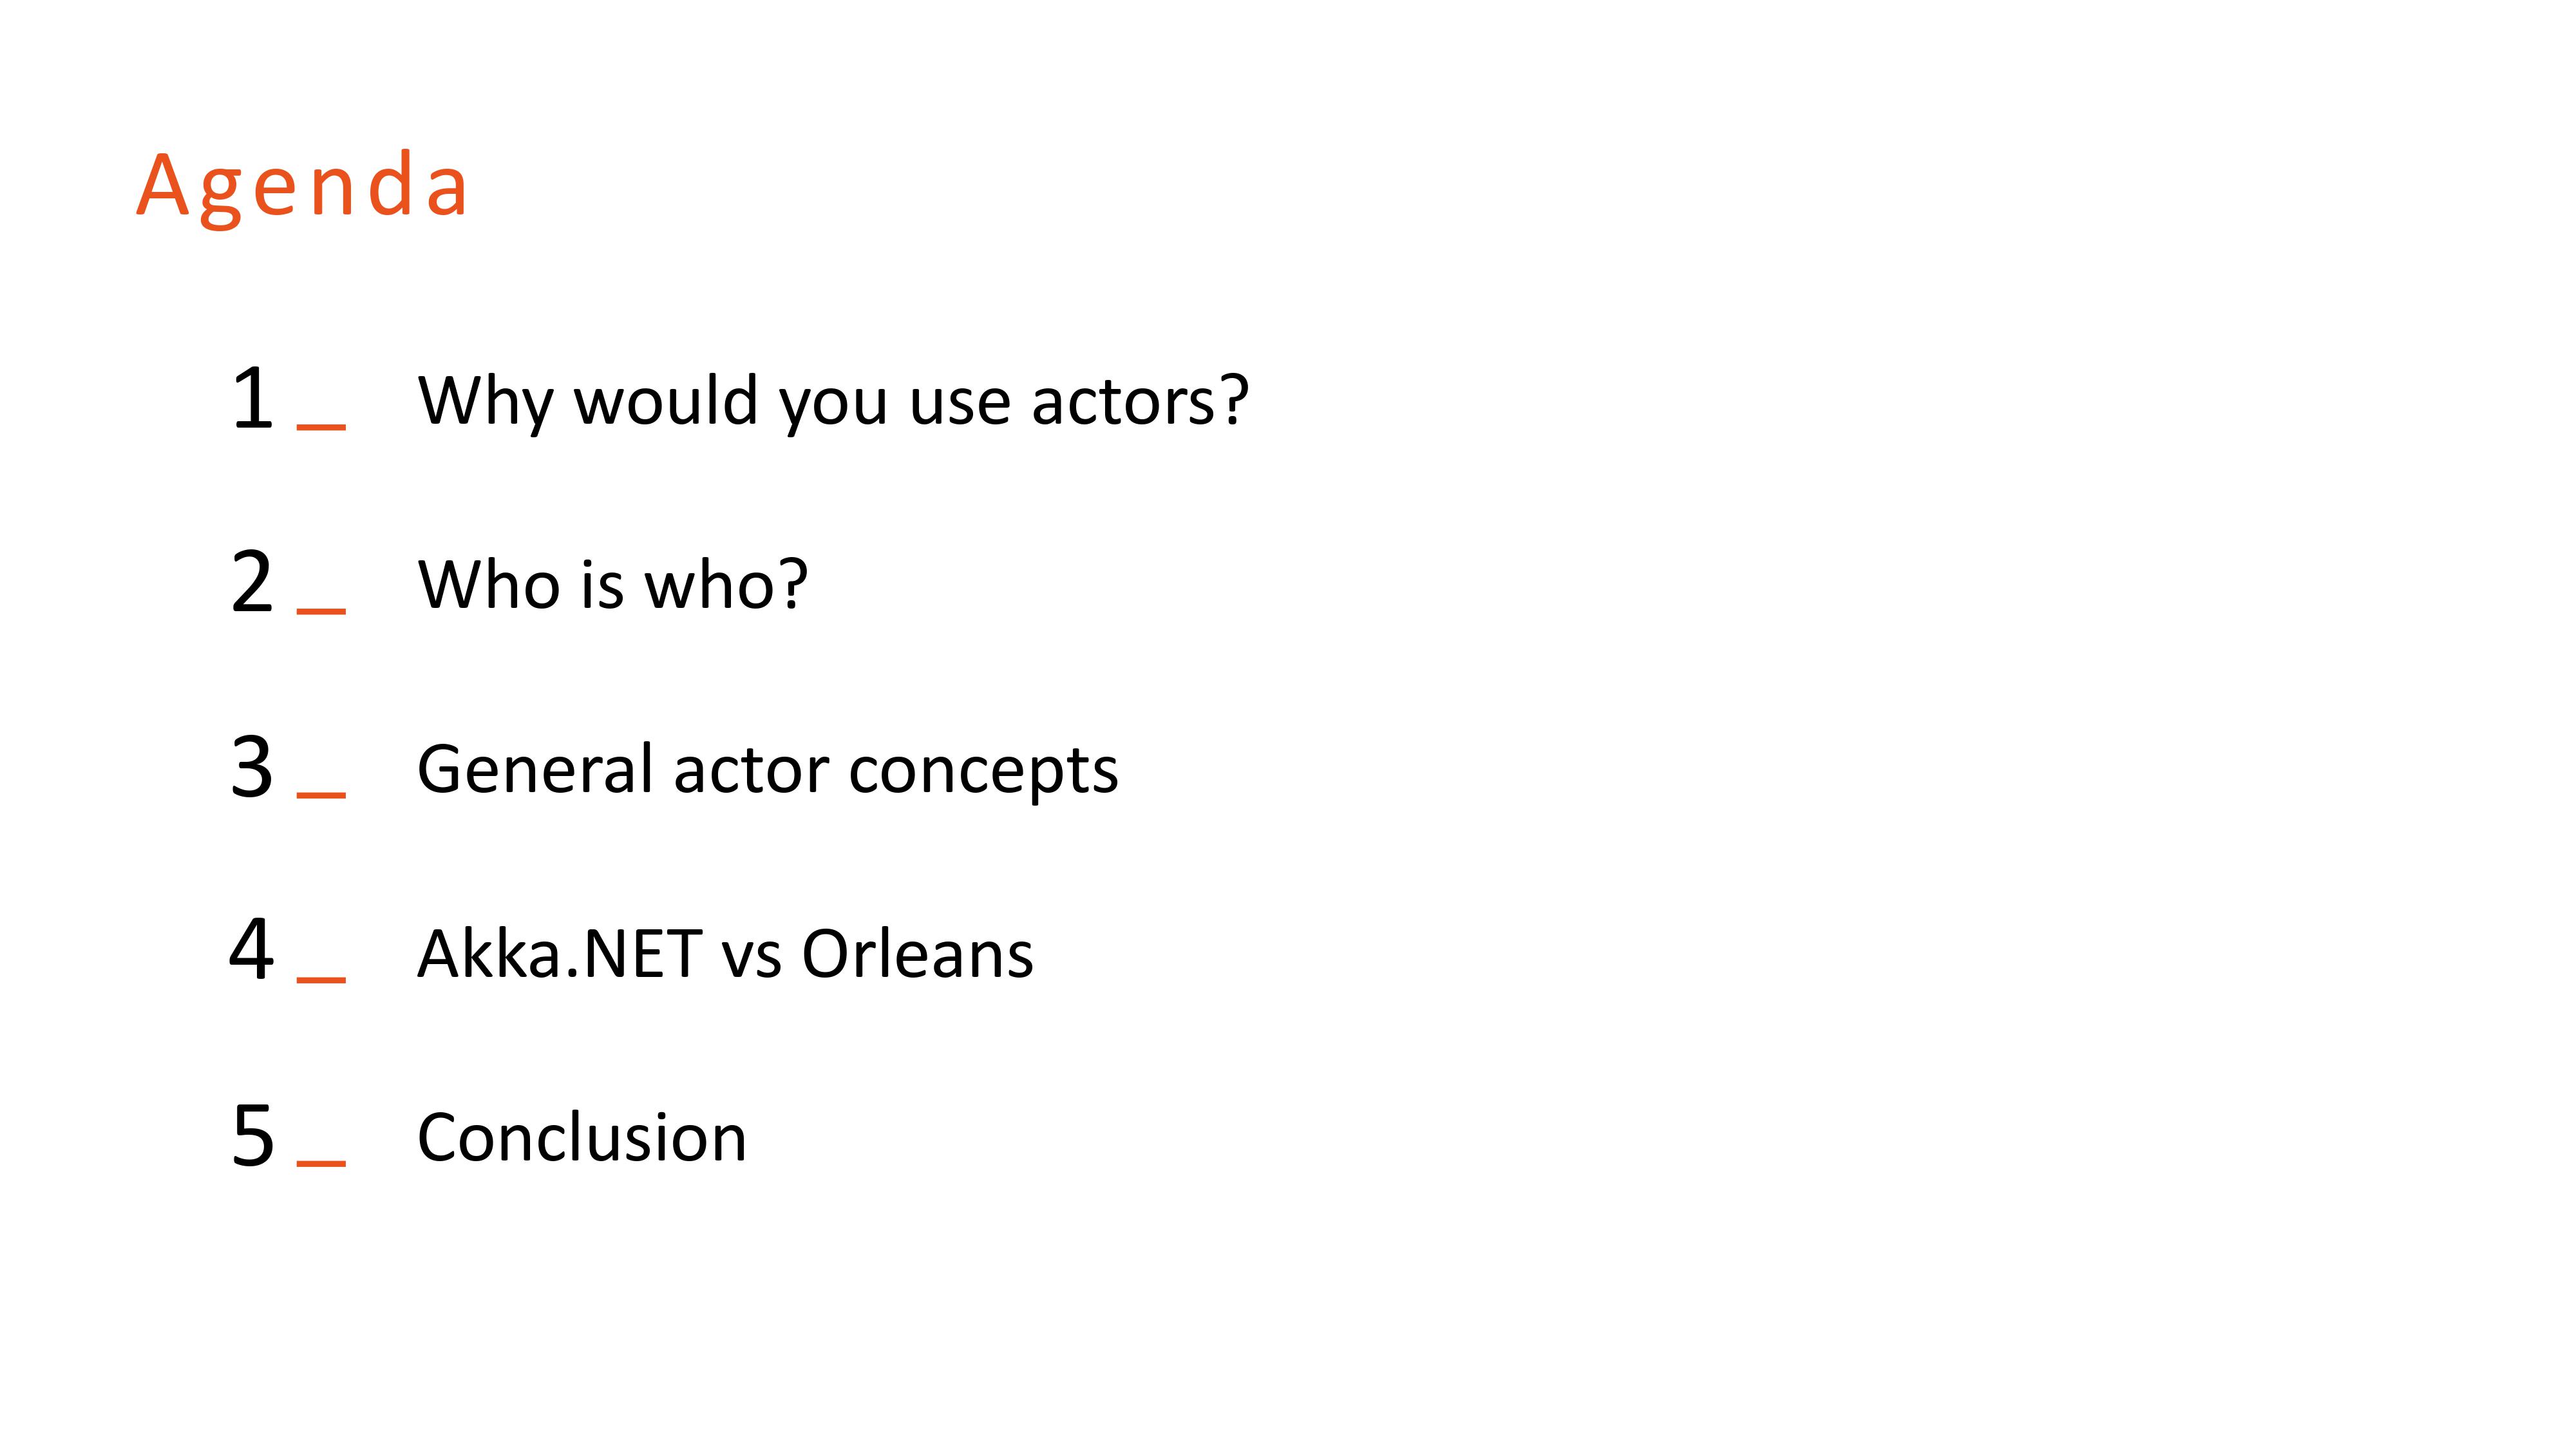 Agenda
1 _ Why would you use actors?
2 _ Who is who?
3 _ General actor concepts
4 _ Akka.NET vs Orleans
5 _ Conclusion